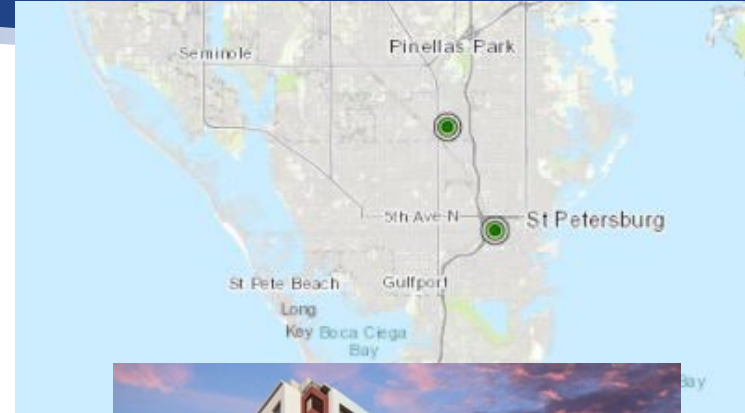 Pinellas Park
Seminole
5th Ave N
St Petersburg
St Pete Beach
Gulfport
Long
Key
Boca Ciega
Bay
Bay